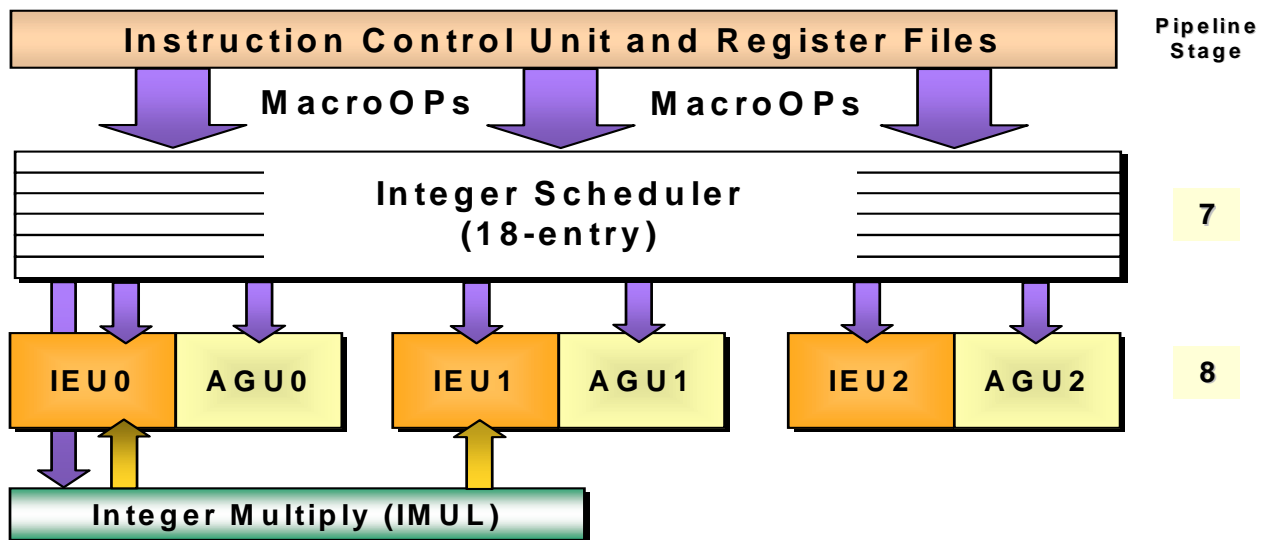 Instruction Control Unit and Register Files
Pipeline
Stage
MacroOPs
MacroOPs
Integer Scheduler
(18-entry)
7
IEU0
AGU0
IEU1
AGU1
IEU2
AGU2
8
Integer Multiply (IMUL)